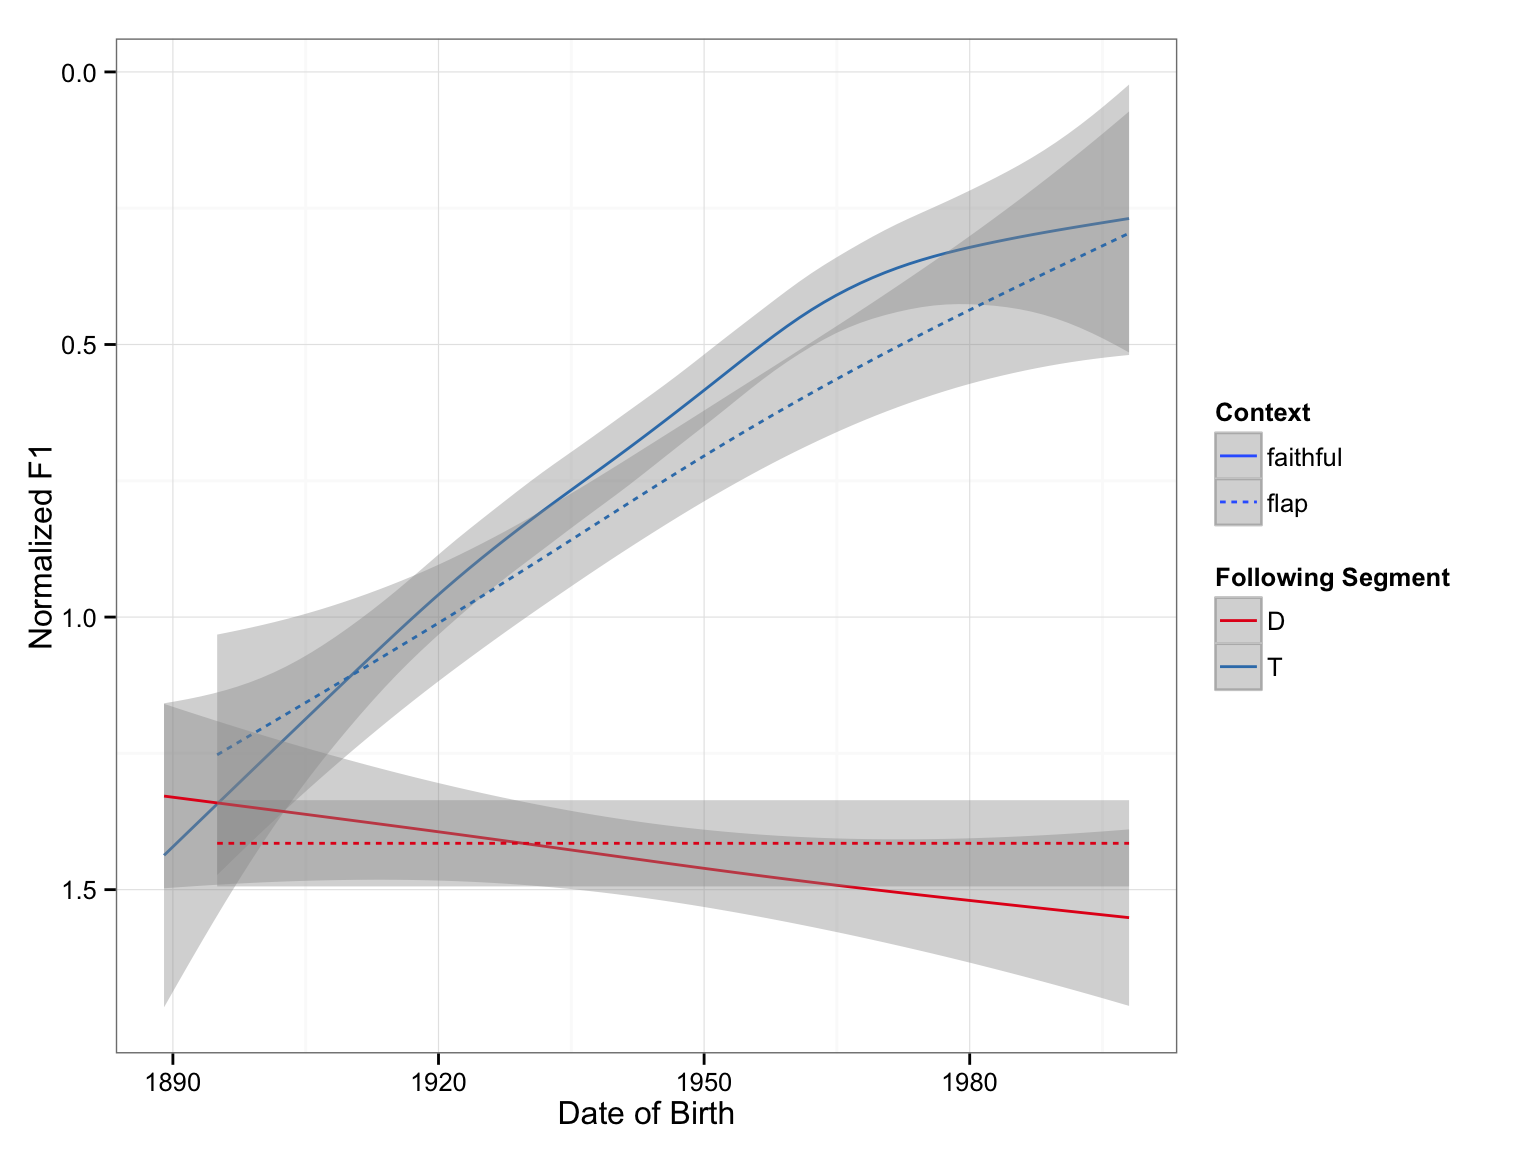 0.0
0.5
1.0
1.5
Normalized F1
1890 1920 1950 1980
Date of Birth
Context
faithful
flap
Following Segment
D
T